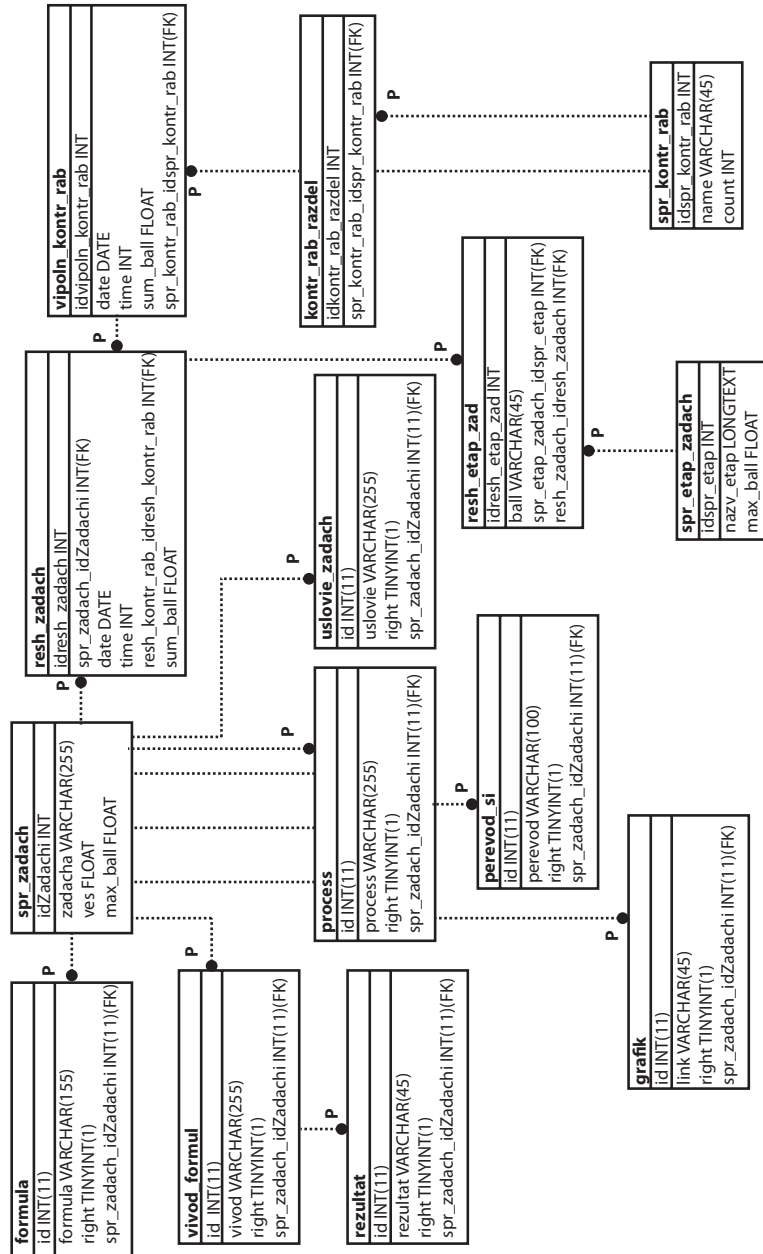 formula
id INT(11)
formula VARCHAR(155)
right TINYINT(1)
spr_zadach_idZadachi INT(11)(FK)
P
spr_zadach
idZadachi INT
zadacha VARCHAR(255)
ves FLOAT
max_ball FLOAT
P
resh_zadach
idresh_zadach INT
spr_zadach_idZadachi INT(FK)
date DATE
time INT
resh_kontr_rab_idresh_kontr_rab INT(FK)
sum_ball FLOAT
P
vipoln_kontr_rab
idvipoln_kontr_rab INT
date DATE
time INT
sum_ball FLOAT
spr_kontr_rab_idspr_kontr_rab INT(FK)
P
vivod_formul
id INT(11)
vivod VARCHAR(255)
right TINYINT(1)
spr_zadach_idZadachi INT(11)(FK)
P
process
id INT(11)
process VARCHAR(255)
right TINYINT(1)
spr_zadach_idZadachi INT(11)(FK)
P
uslovie_zadach
id INT(11)
uslovie VARCHAR(255)
right TINYINT(1)
spr_zadach_idZadachi INT(11)(FK)
P
kontr_rab_razdel
idkontr_rab_razdel INT
spr_kontr_rab_idspr_kontr_rab INT(FK)
P
rezultat
id INT(11)
rezultat VARCHAR(45)
right TINYINT(1)
spr_zadach_idZadachi INT(11)(FK)
P
perevod_si
id INT(11)
perevod VARCHAR(100)
right TINYINT(1)
spr_zadach_idZadachi INT(11)(FK)
P
resh_etap_zad
idresh_etap_zad INT
ball VARCHAR(45)
spr_etap_zadach_idspr_etap INT(FK)
resh_zadach_idresh_zadach INT(FK)
P
P
grafik
id INT(11)
link VARCHAR(45)
right TINYINT(1)
spr_zadach_idZadachi INT(11)(FK)
P
spr_etap_zadach
idspr_etap INT
nazv_etap LONGTEXT
max_ball FLOAT
spr_kontr_rab
idspr_kontr_rab INT
name VARCHAR(45)
count INT